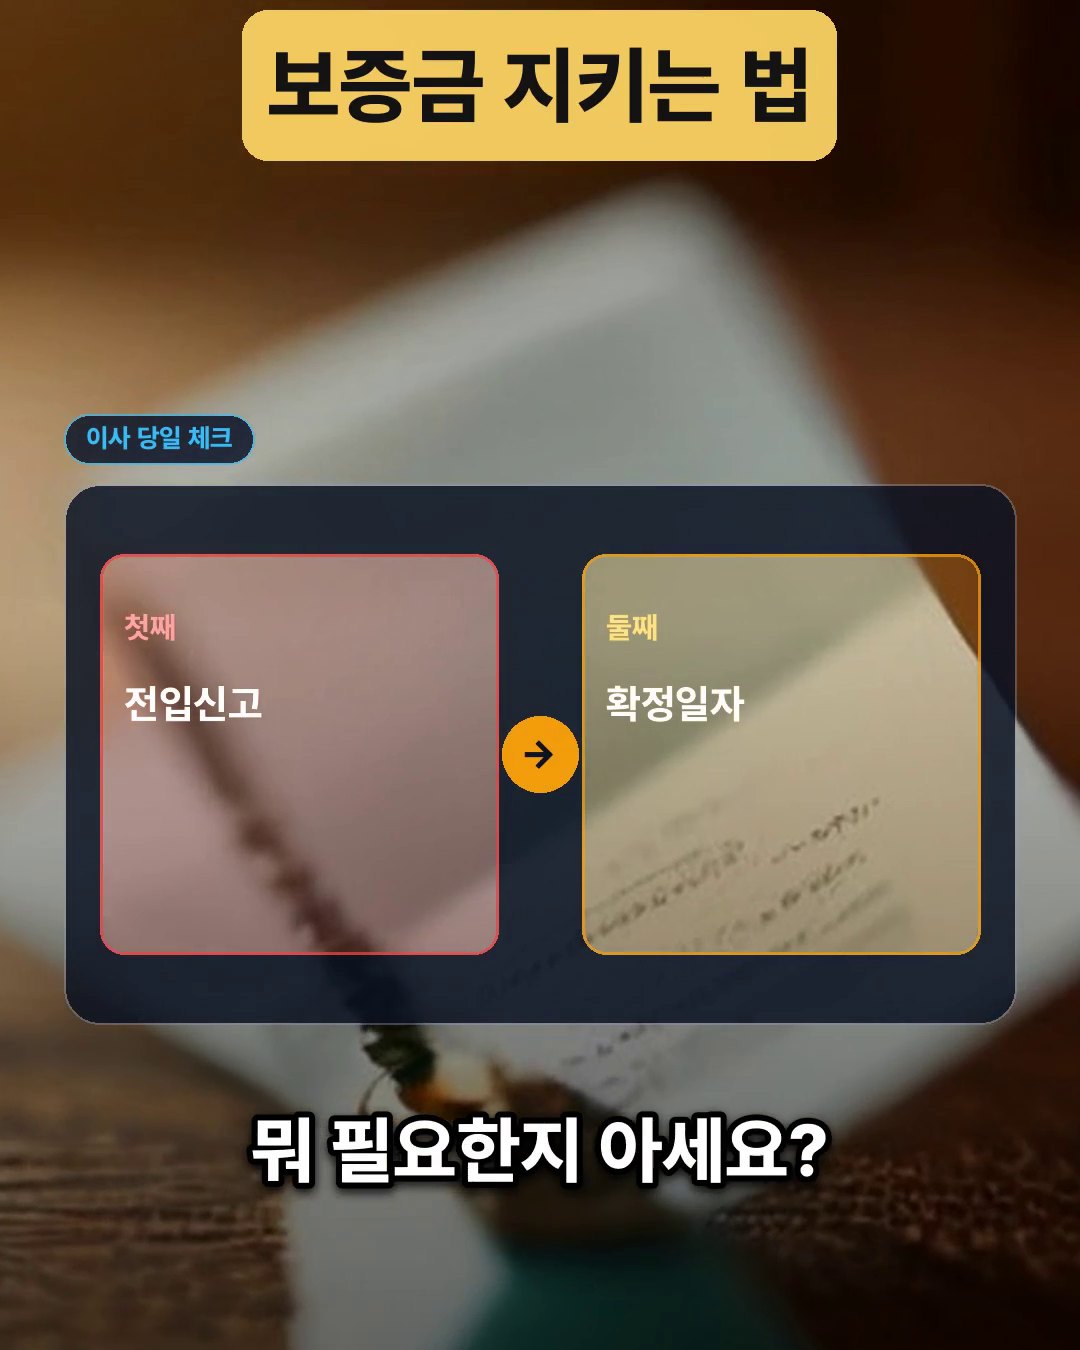 보증금 지키는 법
이사 당일 체크
첫째
전입신고
→
둘째
확정일자
뭐 필요한지 아세요?